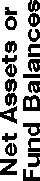 Net Assets or
Fund Balances